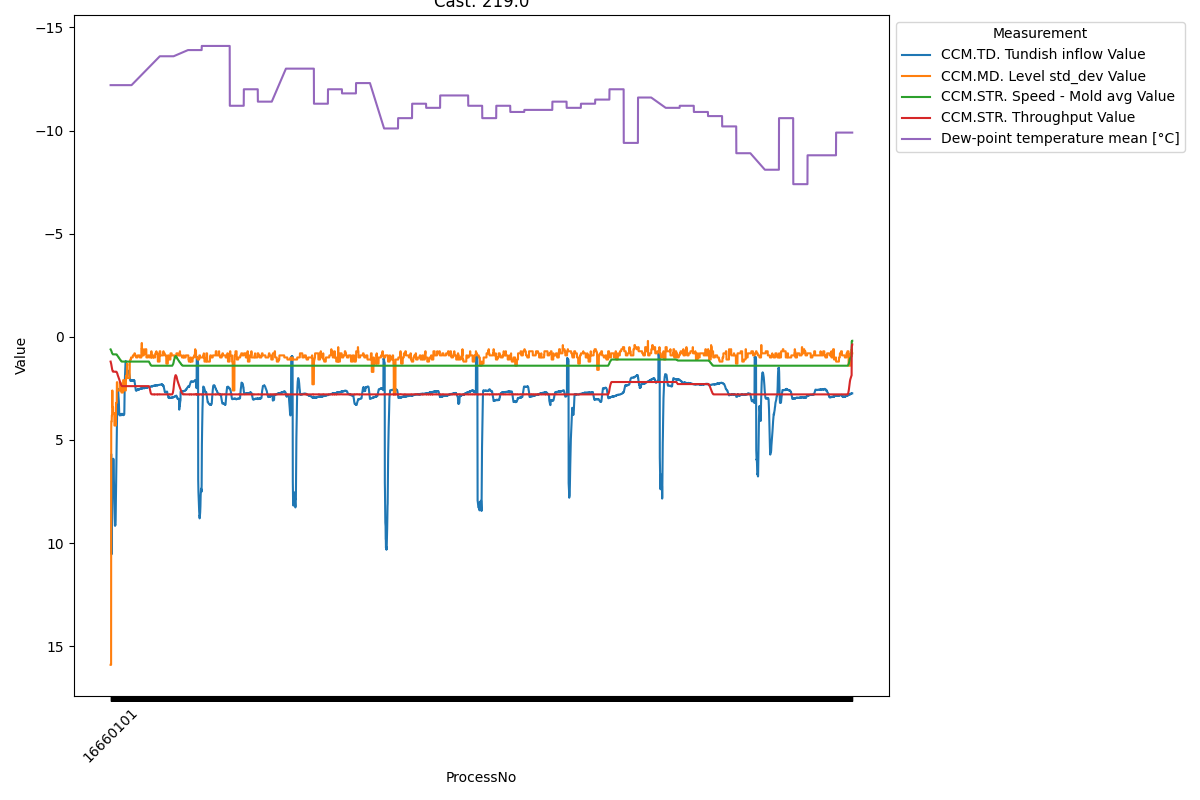 Cast: 219.0
Measurement
CCM.TD. Tundish inflow Value
CCM.MD. Level std_dev Value
CCM.STR. Speed - Mold avg Value
CCM.STR. Throughput Value
Dew-point temperature mean [°C]
−15
−10
−5
0
5
10
15
Value
16660101
ProcessNo